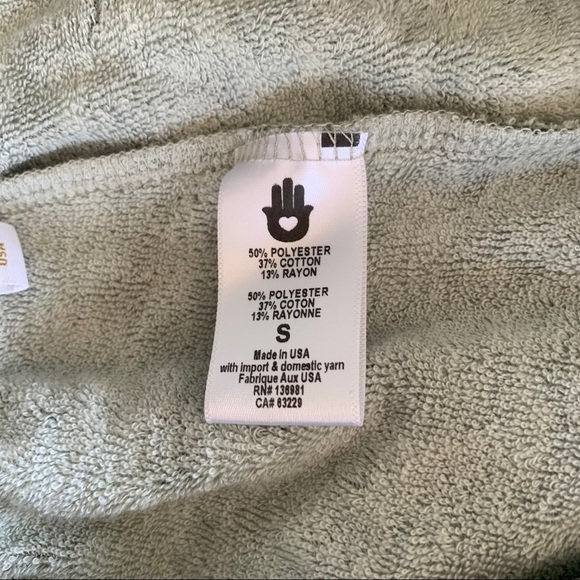 50% POLYESTER
37% COTTON
13% RAYON
50% POLYESTER
37% COTON
13% RAYONNE
S
Made in USA
with import & domestic yarn
Fabrique Aux USA
RN# 136981
CA# 63229
USA